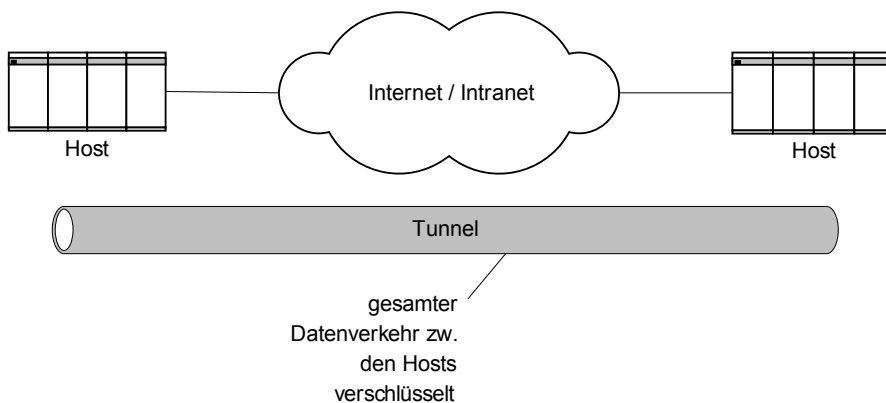 Internet / Intranet
Host
Host
Tunnel
gesamter
Datenverkehr zw.
den Hosts
verschlüsselt